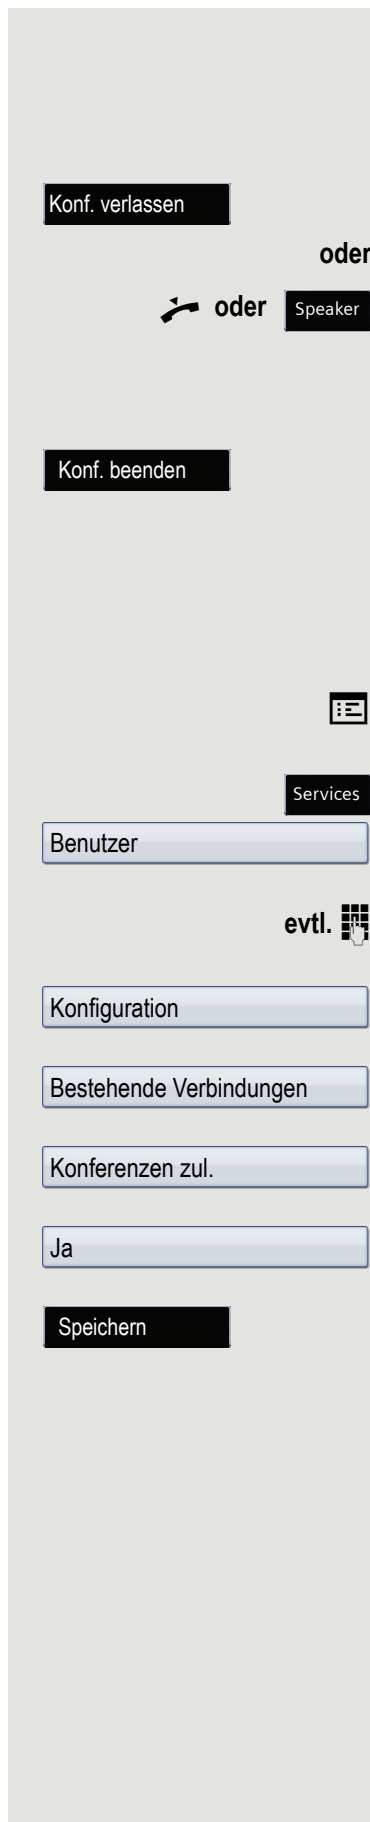 Konf. verlassen
oder
oder Speaker
Konf. beenden
Services
Benutzer
evtl.
Konfiguration
Bestehende Verbindungen
Konferenzen zul.
Ja
Speichern